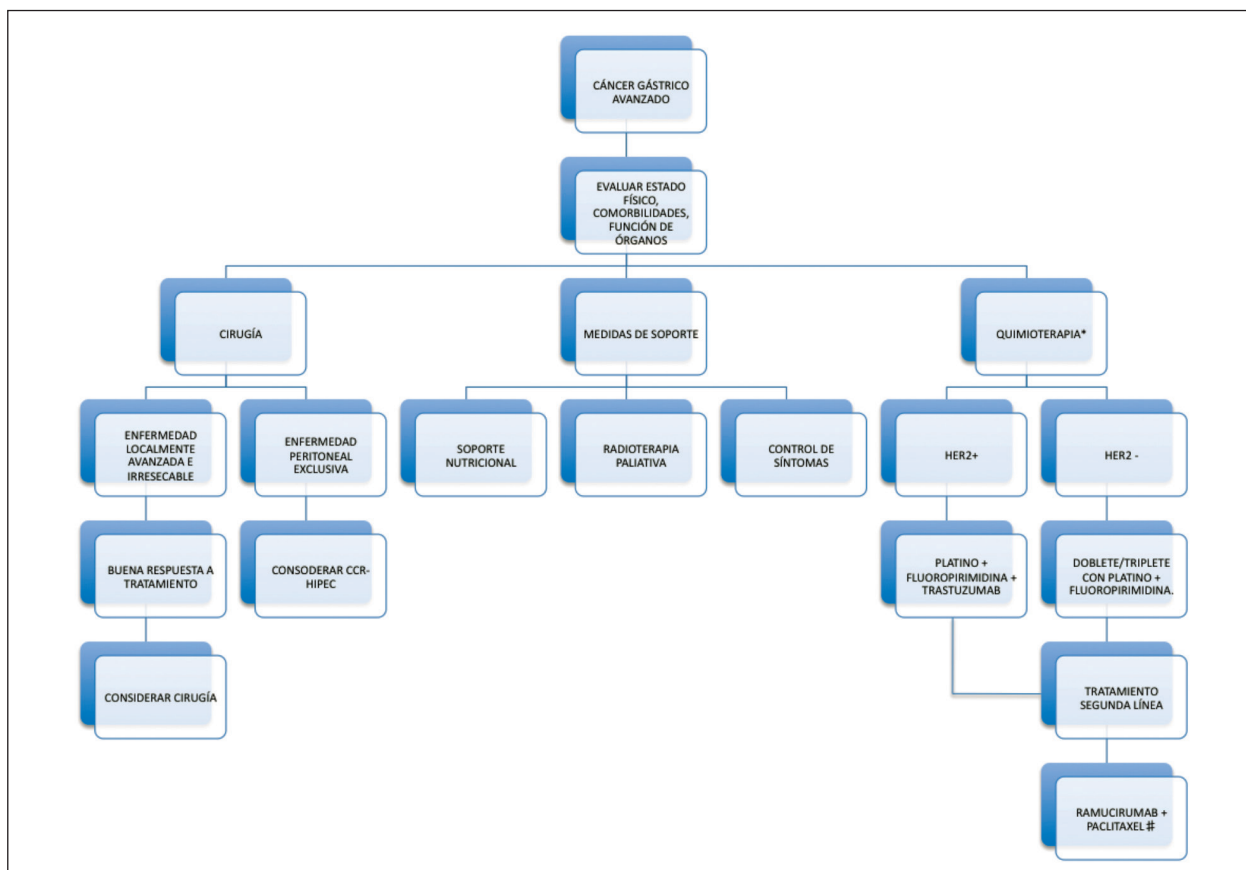 CÁNCER GÁSTRICO
AVANZADO
EVALUAR ESTADO
FÍSICO,
COMORBILIDADES,
FUNCIÓN DE
ÓRGANOS
CIRUGÍA
MEDIDAS DE SOPORTE
QUIMIOTERAPIA*
ENFERMEDAD
LOCALMENTE
AVANZADA E
IRRESECABLE
ENFERMEDAD
PERITONEAL
EXCLUSIVA
SOPORTE
NUTRICIONAL
RADIOTERAPIA
PALIATIVA
CONTROL DE
SÍNTOMAS
HER2+
HER2 -
BUENA RESPUESTA A
TRATAMIENTO
CONSODERAR CCR-
HIPEC
PLATINO +
FLUOROPIRIMIDINA +
TRASTUZUMAB
DOBLETE/TRIPLETE
CON PLATINO +
FLUOROPIRIMIDINA.
CONSIDERAR CIRUGÍA
TRATAMIENTO
SEGUNDA LÍNEA
RAMUCIRUMAB +
PACLITAXEL #